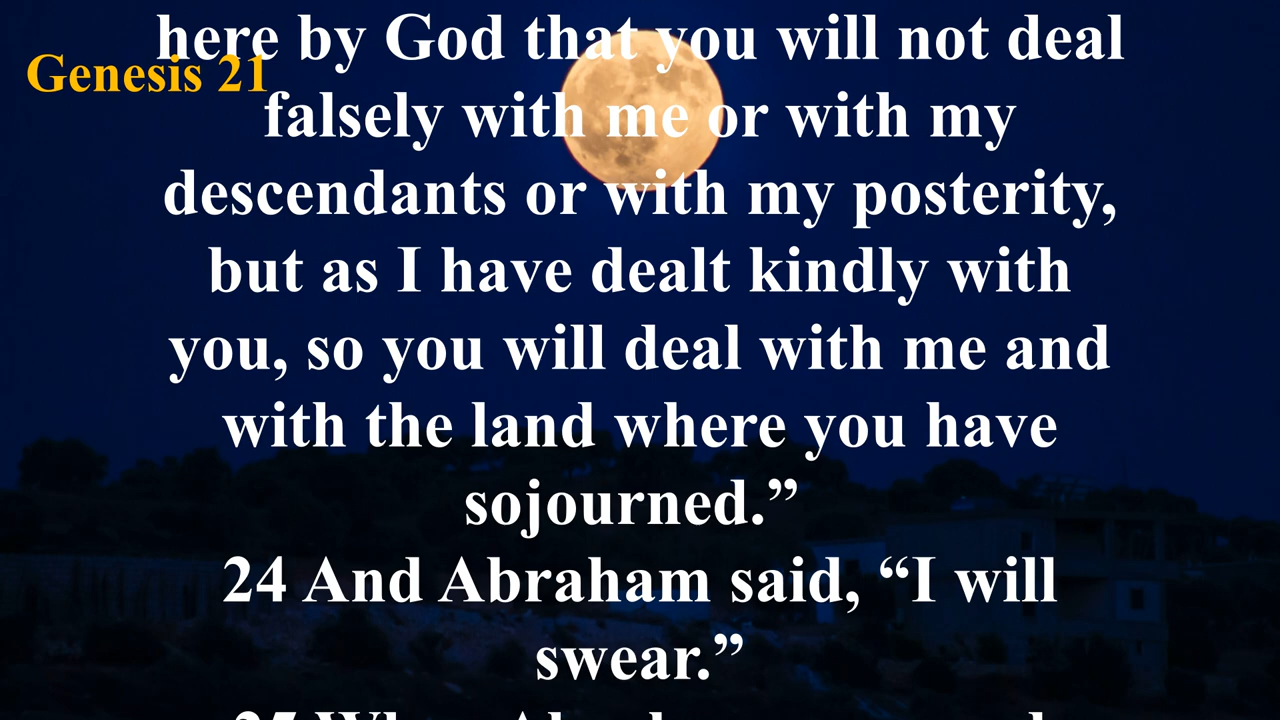 here by God that you will not deal
Genesis 21
falsely with me or with my
descendants or with my posterity,
but as I have dealt kindly with
you, so you will deal with me and
with the land where you have
sojourned.”
24 And Abraham said, “I will
swear.”